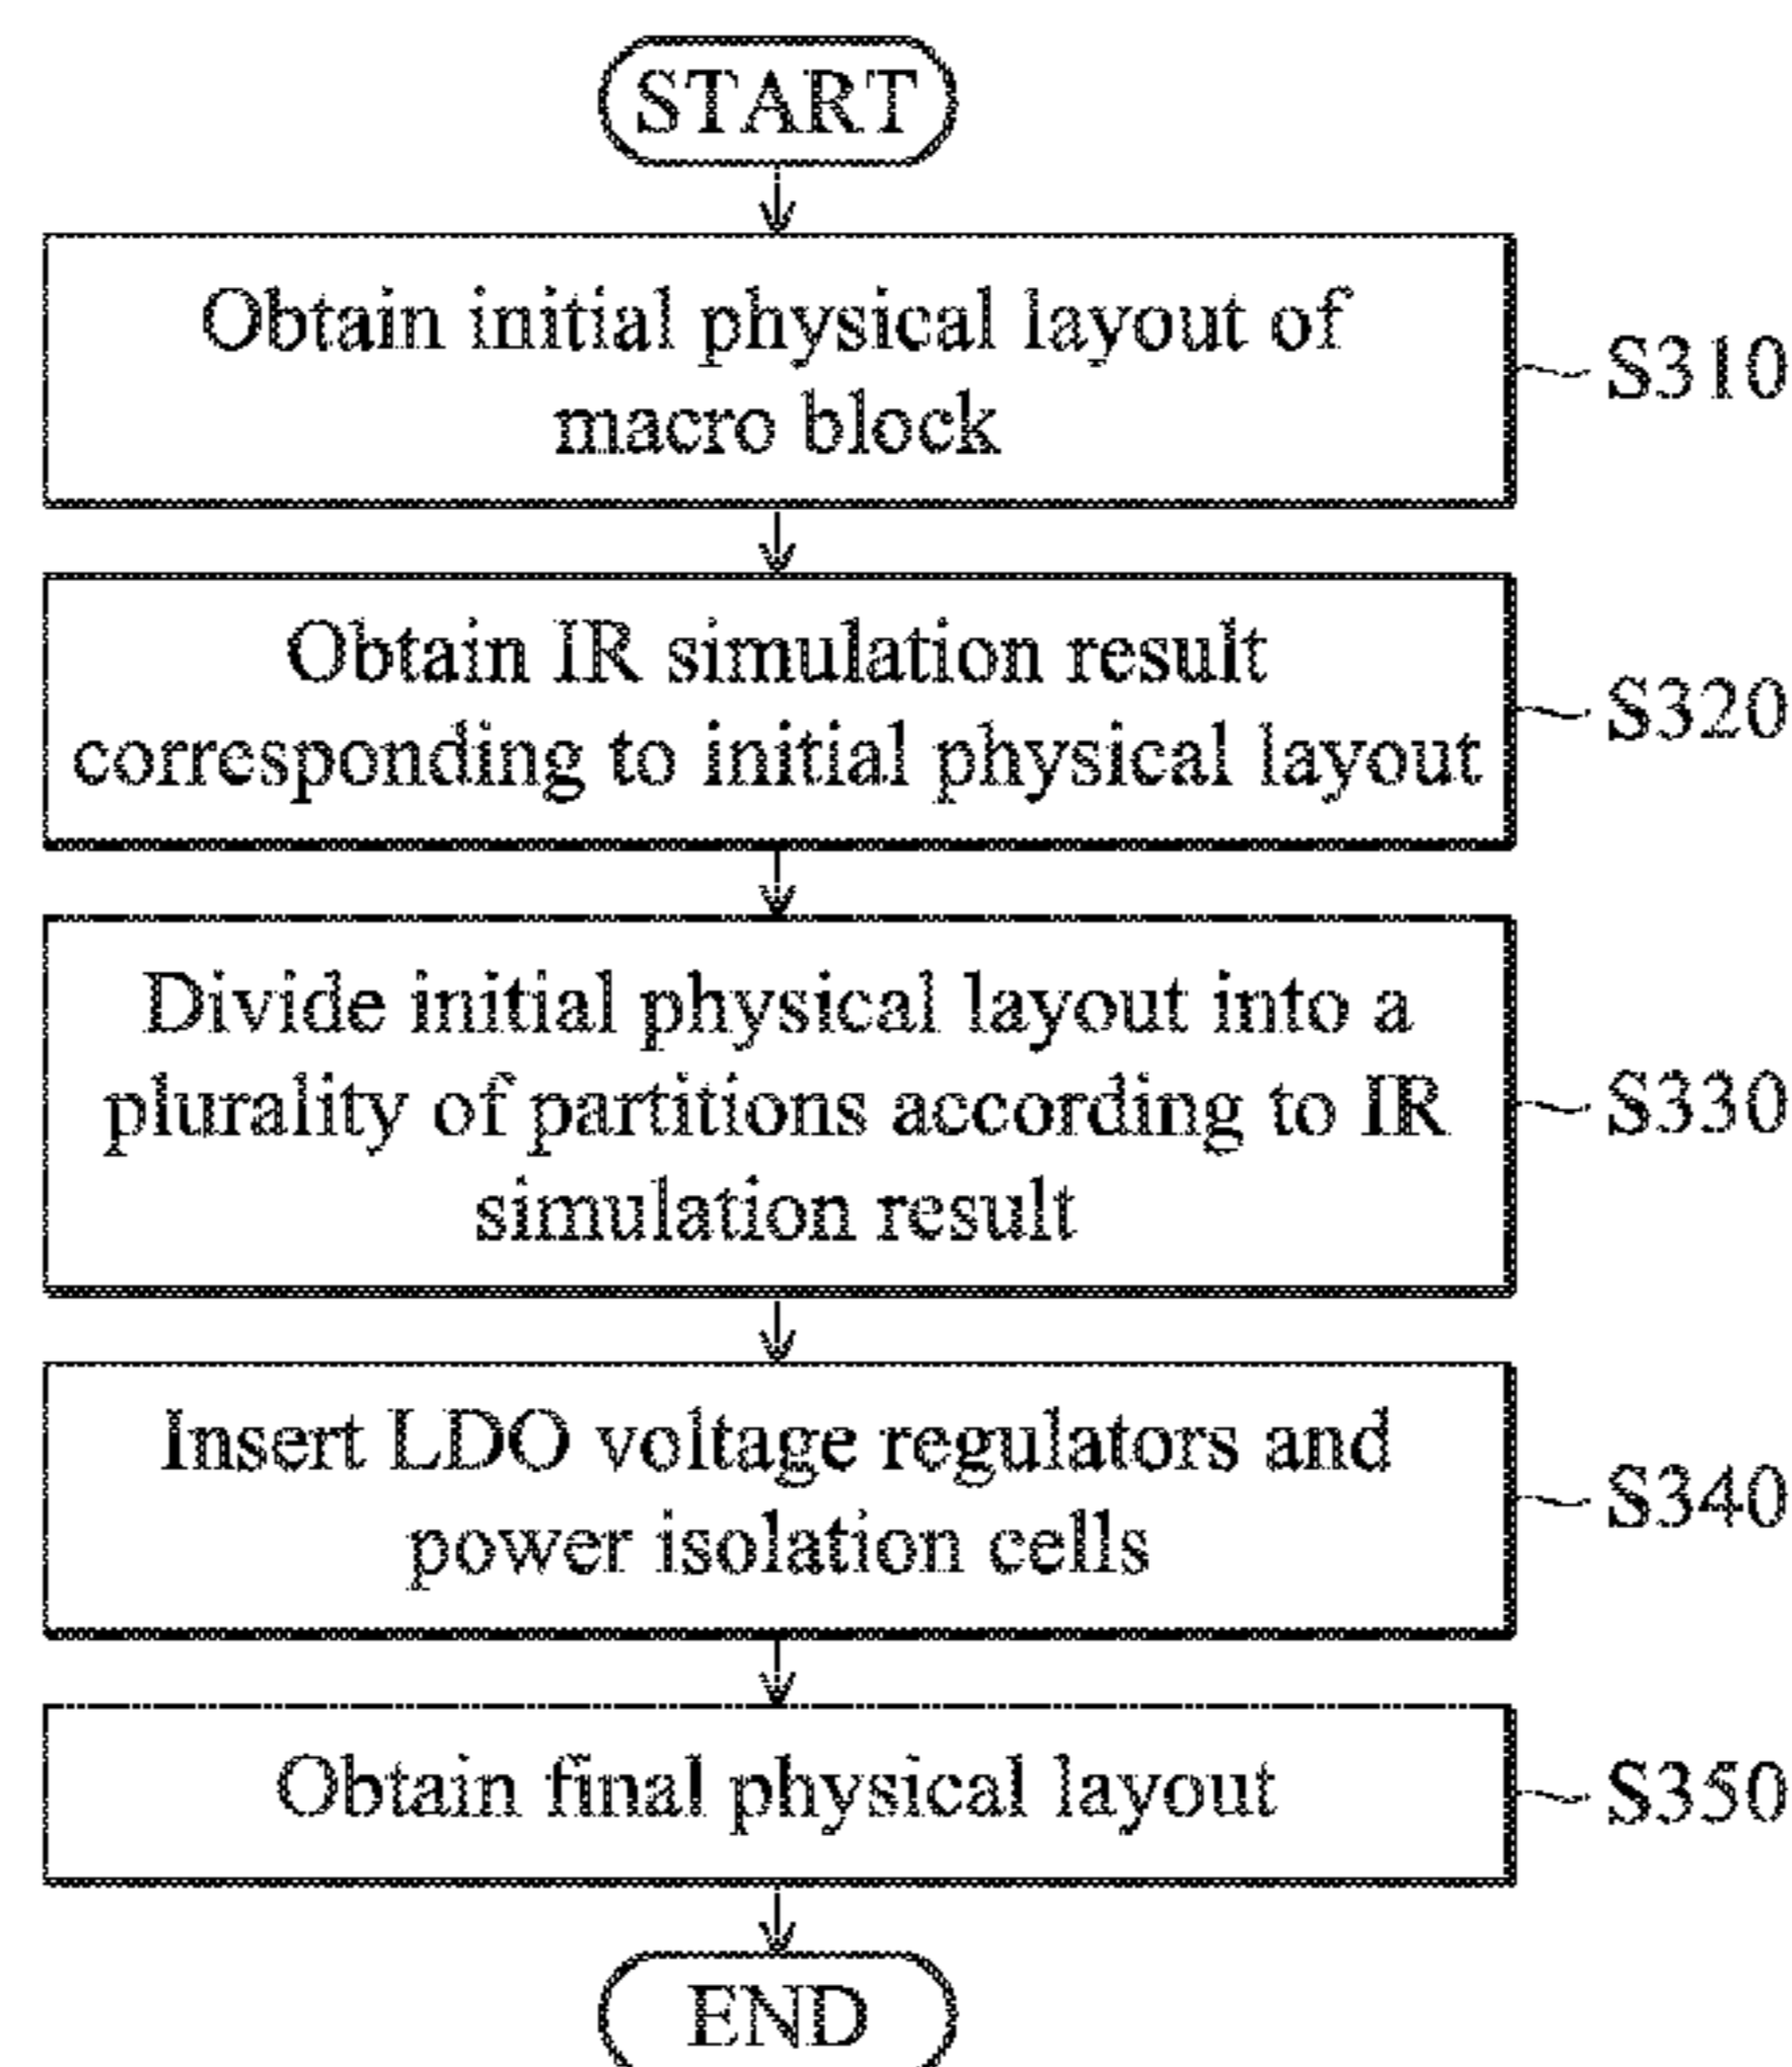 START
Obtain initial physical layout of
macro block
S310
Obtain IR simulation result
corresponding to initial physical layout
S320
Divide initial physical layout into a
plurality of partitions according to IR
simulation result
S330
Insert LDO voltage regulators and
power isolation cells
S340
Obtain final physical layout
S350
END